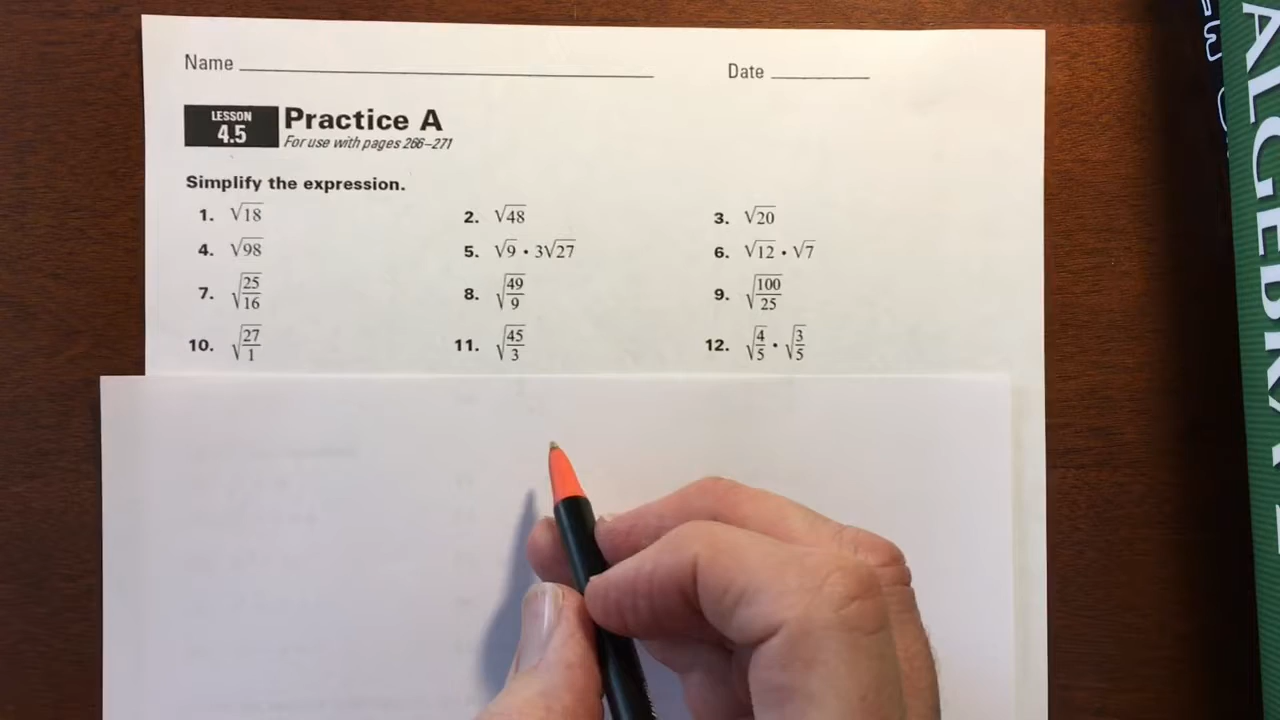 Name Date
LESSON 4.5 Practice A
For use with pages 266–271
Simplify the expression.
1. √18 2. √48 3. √20
4. √98 5. √9 · 3√27 6. √12 · √7
7. √25/16 8. √49/9 9. √100/25
10. √27/1 11. √45/3 12. √4/5 · √3/5
ALGEBRA